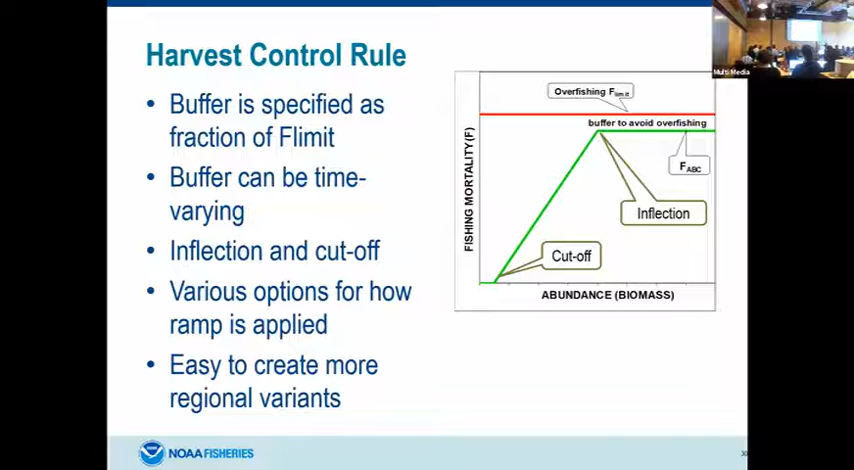 Harvest Control Rule
• Buffer is specified as
fraction of Flimit
• Buffer can be time-
varying
• Inflection and cut-off
• Various options for how
ramp is applied
• Easy to create more
regional variants
Overfishing Flimit
buffer to avoid overfishing
FABC
Inflection
Cut-off
FISHING MORTALITY(F)
ABUNDANCE (BIOMASS)
NOAA FISHERIES
Multi Media